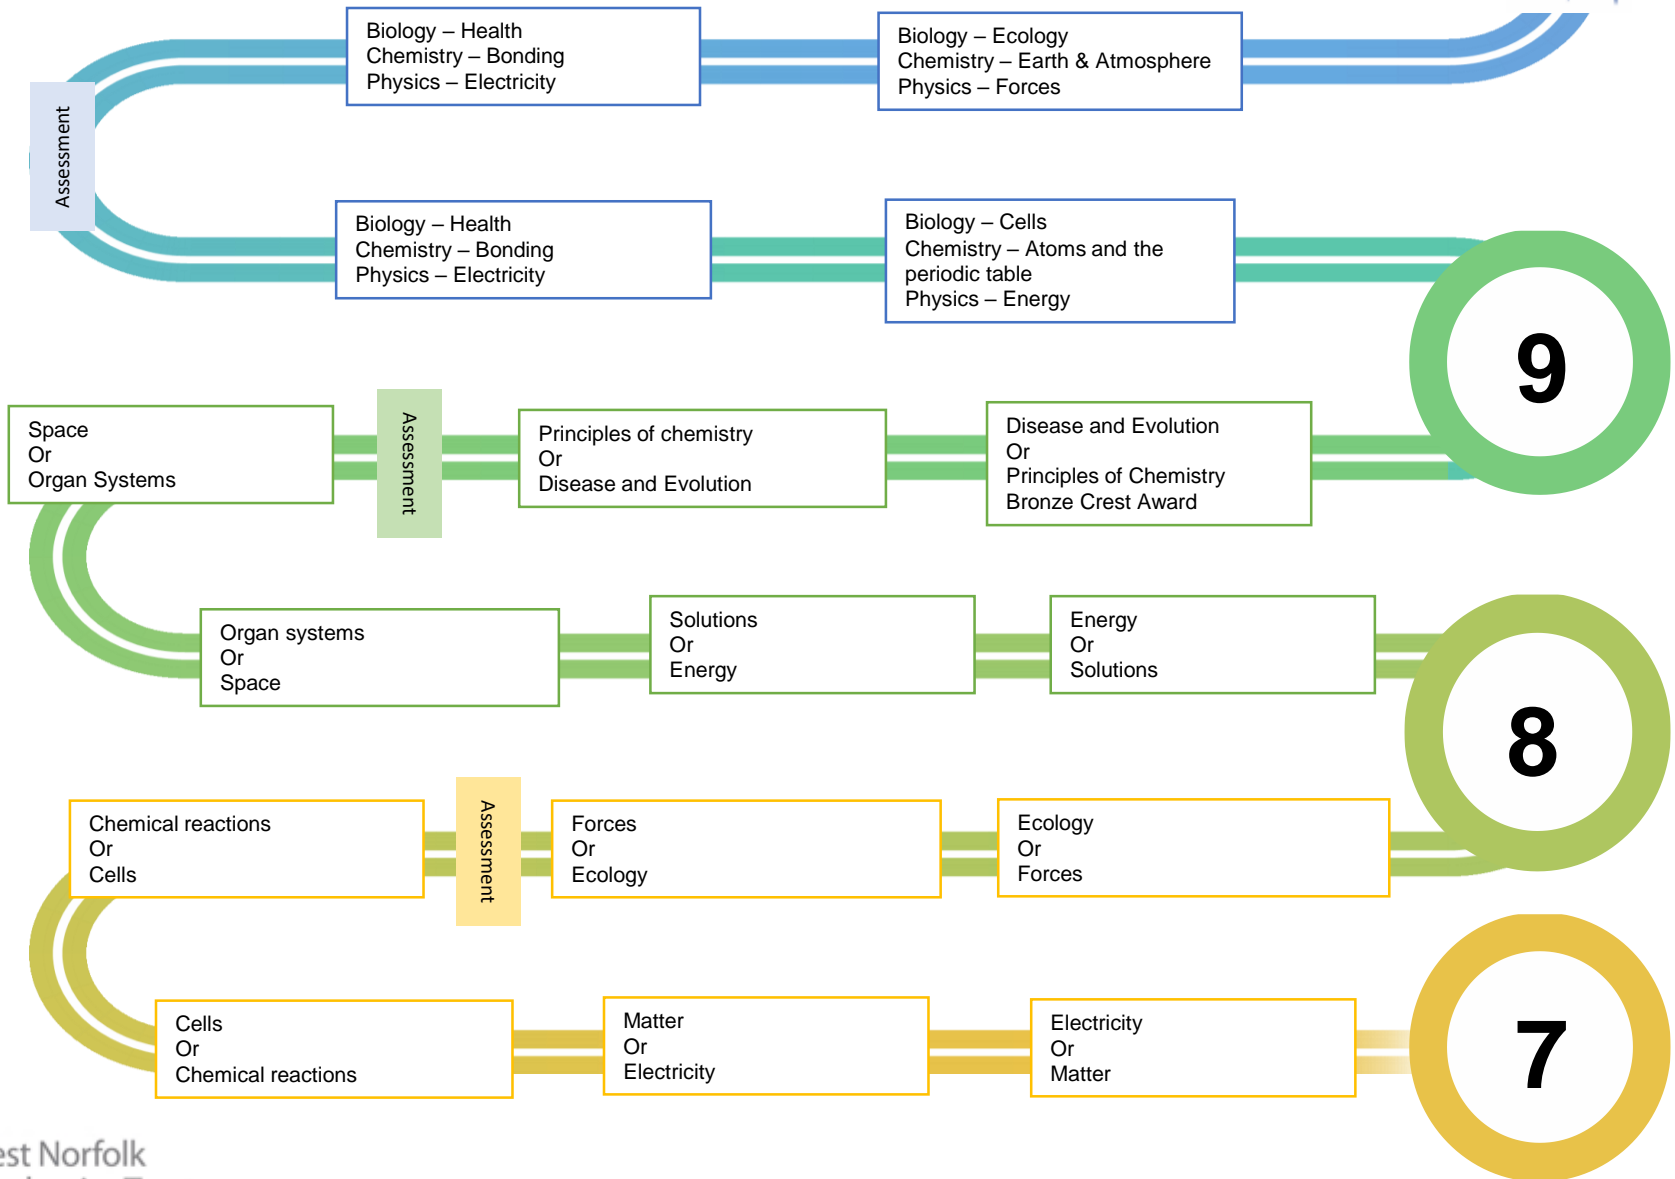 Biology – Health
Chemistry – Bonding
Physics – Electricity
Biology – Ecology
Chemistry – Earth & Atmosphere
Physics – Forces
Assessment
Biology – Health
Chemistry – Bonding
Physics – Electricity
Biology – Cells
Chemistry – Atoms and the
periodic table
Physics – Energy
9
Space
Or
Organ Systems
Assessment
Principles of chemistry
Or
Disease and Evolution
Disease and Evolution
Or
Principles of Chemistry
Bronze Crest Award
Organ systems
Or
Space
Solutions
Or
Energy
Energy
Or
Solutions
8
Chemical reactions
Or
Cells
Assessment
Forces
Or
Ecology
Ecology
Or
Forces
Cells
Or
Chemical reactions
Matter
Or
Electricity
Electricity
Or
Matter
7
est Norfolk